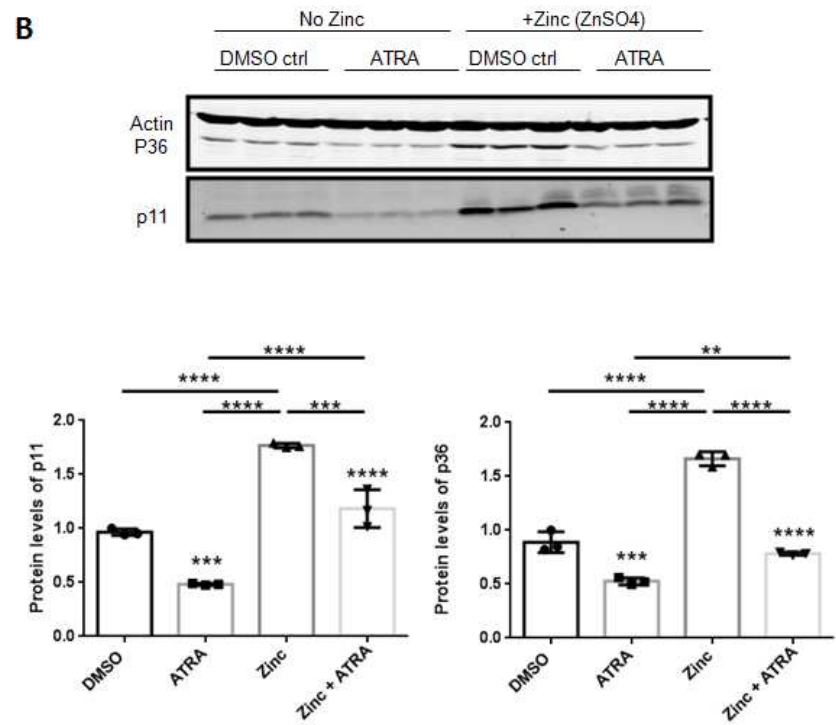 B
No Zinc +Zinc (ZnSO4)
DMSO ctrl ATRA DMSO ctrl ATRA
Actin
P36
p11
**** **
**** ****
**** *** **** ****
Protein levels of p11
2.0
1.5
1.0
0.5
0.0
***
****
DMSO
ATRA
Zinc
Zinc + ATRA
Protein levels of p36
2.0
1.5
1.0
0.5
0.0
***
****
DMSO
ATRA
Zinc
Zinc + ATRA